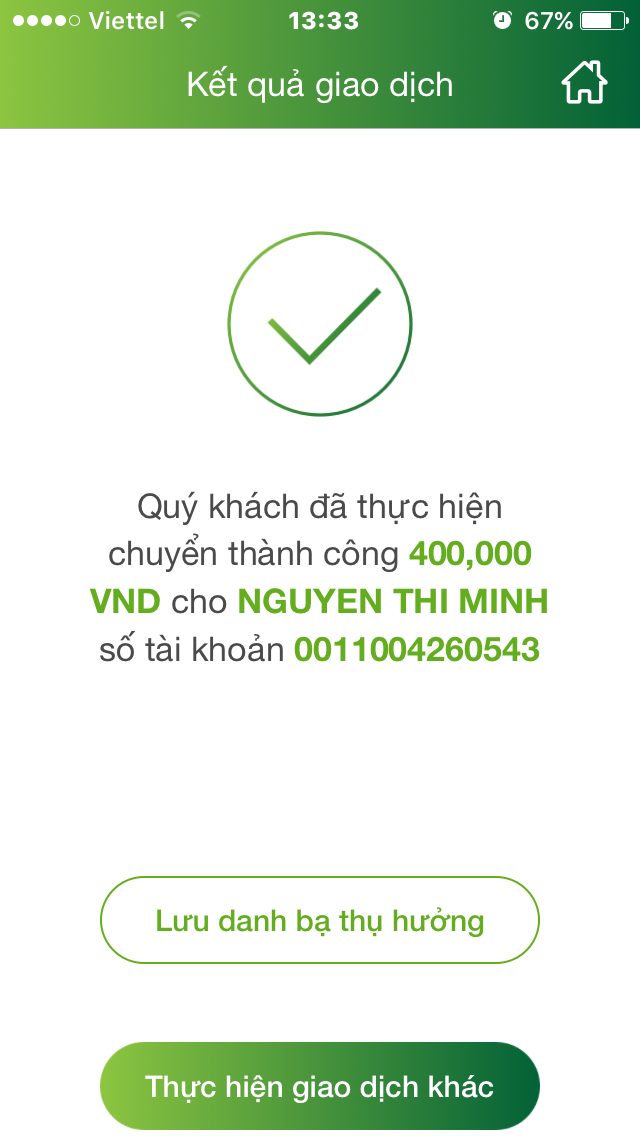 Viettel 13:33 67%
Kết quả giao dịch
Quý khách đã thực hiện
chuyển thành công 400,000
VND cho NGUYEN THI MINH
số tài khoản 0011004260543
Lưu danh bạ thụ hưởng
Thực hiện giao dịch khác